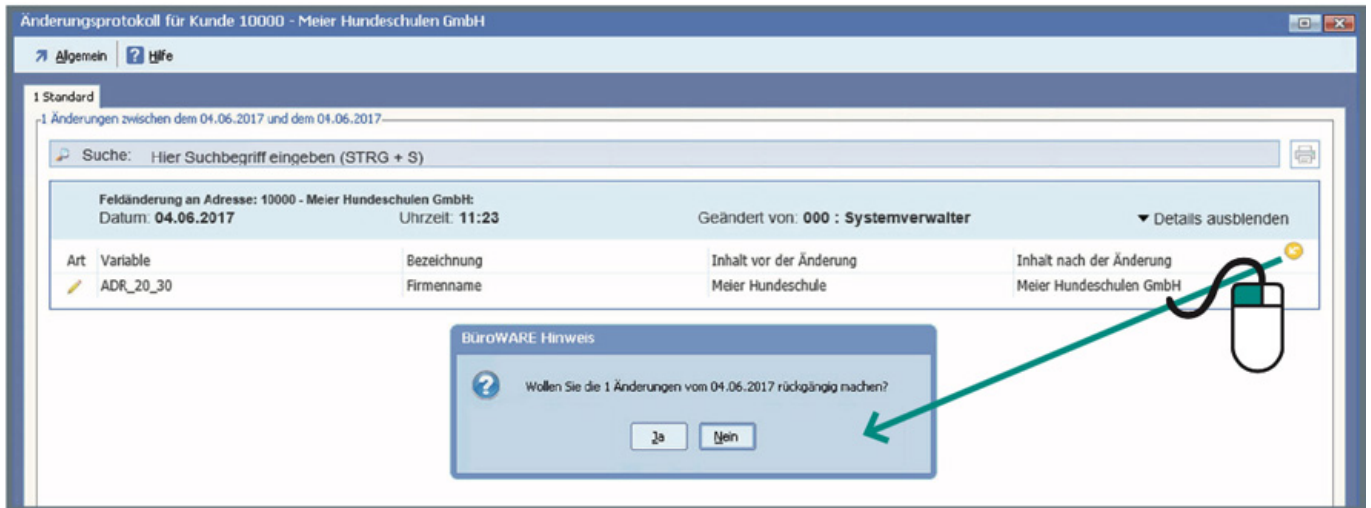 Änderungsprotokoll für Kunde 10000 - Meier Hundeschulen GmbH
Allgemein Hilfe
1 Standard
1 Änderungen zwischen dem 04.06.2017 und dem 04.06.2017
Suche: Hier Suchbegriff eingeben (STRG + S)
Feldänderung an Adresse: 10000 - Meier Hundeschulen GmbH:
Datum: 04.06.2017 Uhrzeit: 11:23 Geändert von: 000 : Systemverwalter Details ausblenden
Art Variable Bezeichnung Inhalt vor der Änderung Inhalt nach der Änderung
ADR_20_30 Firmenname Meier Hundeschule Meier Hundeschulen GmbH
BüroWARE Hinweis
Wollen Sie die 1 Änderungen vom 04.06.2017 rückgängig machen?
Ja Nein